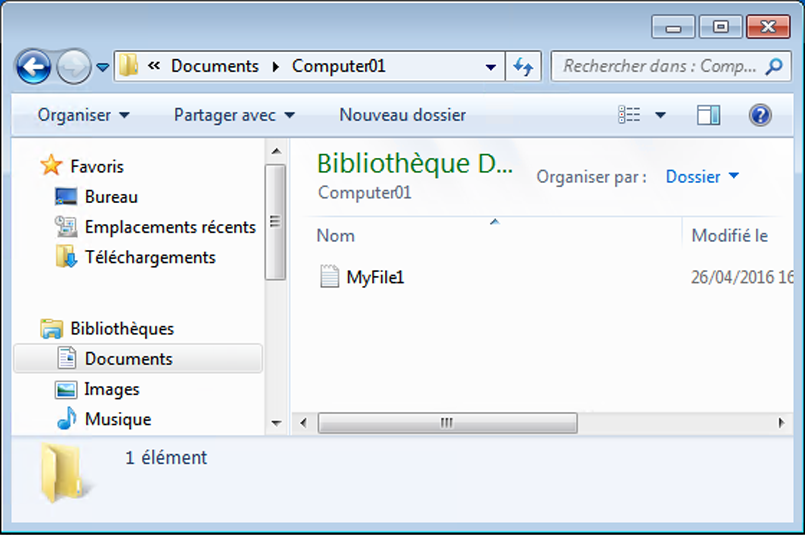 « Documents Computer01
Rechercher dans : Comp...
Organiser Partager avec Nouveau dossier
Favoris
Bureau
Emplacements récents
Téléchargements
Bibliothèques
Documents
Images
Musique
Bibliothèque D...
Computer01
Organiser par : Dossier
Nom Modifié le
MyFile1 26/04/2016 16
1 élément